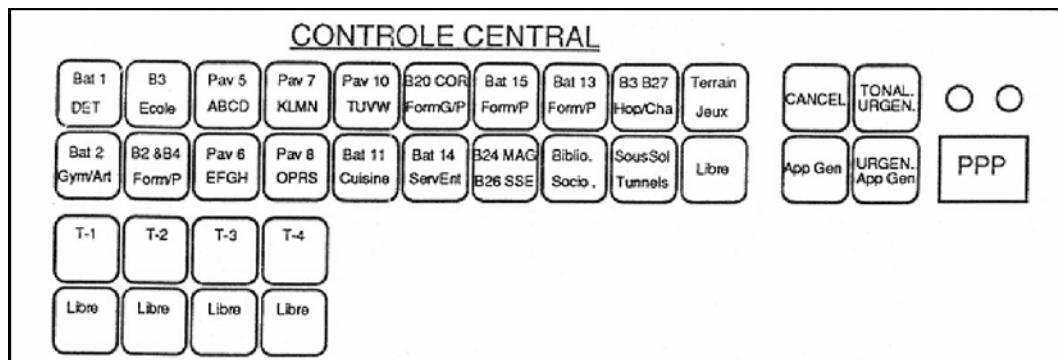 CONTROLE CENTRAL
Bat 1
DET
B3
Ecole
Pav 5
ABCD
Pav 7
KLMN
Pav 10
TUVW
B20 COR
FormG/P
Bat 15
Form/P
Bat 13
Form/P
B3 B27
Hop/Cha
Terrain
Jeux
CANCEL
TONAL.
URGEN.
Bat 2
Gym/Art
B2 &B4
Form/P
Pav 6
EFGH
Pav 8
OPRS
Bat 11
Cuisine
Bat 14
ServEnt
B24 MAG
B26 SSE
Biblio.
Socio.
SousSol
Tunnels
Libre
App Gen
URGEN.
App Gen
PPP
T-1
T-2
T-3
T-4
Libre
Libre
Libre
Libre